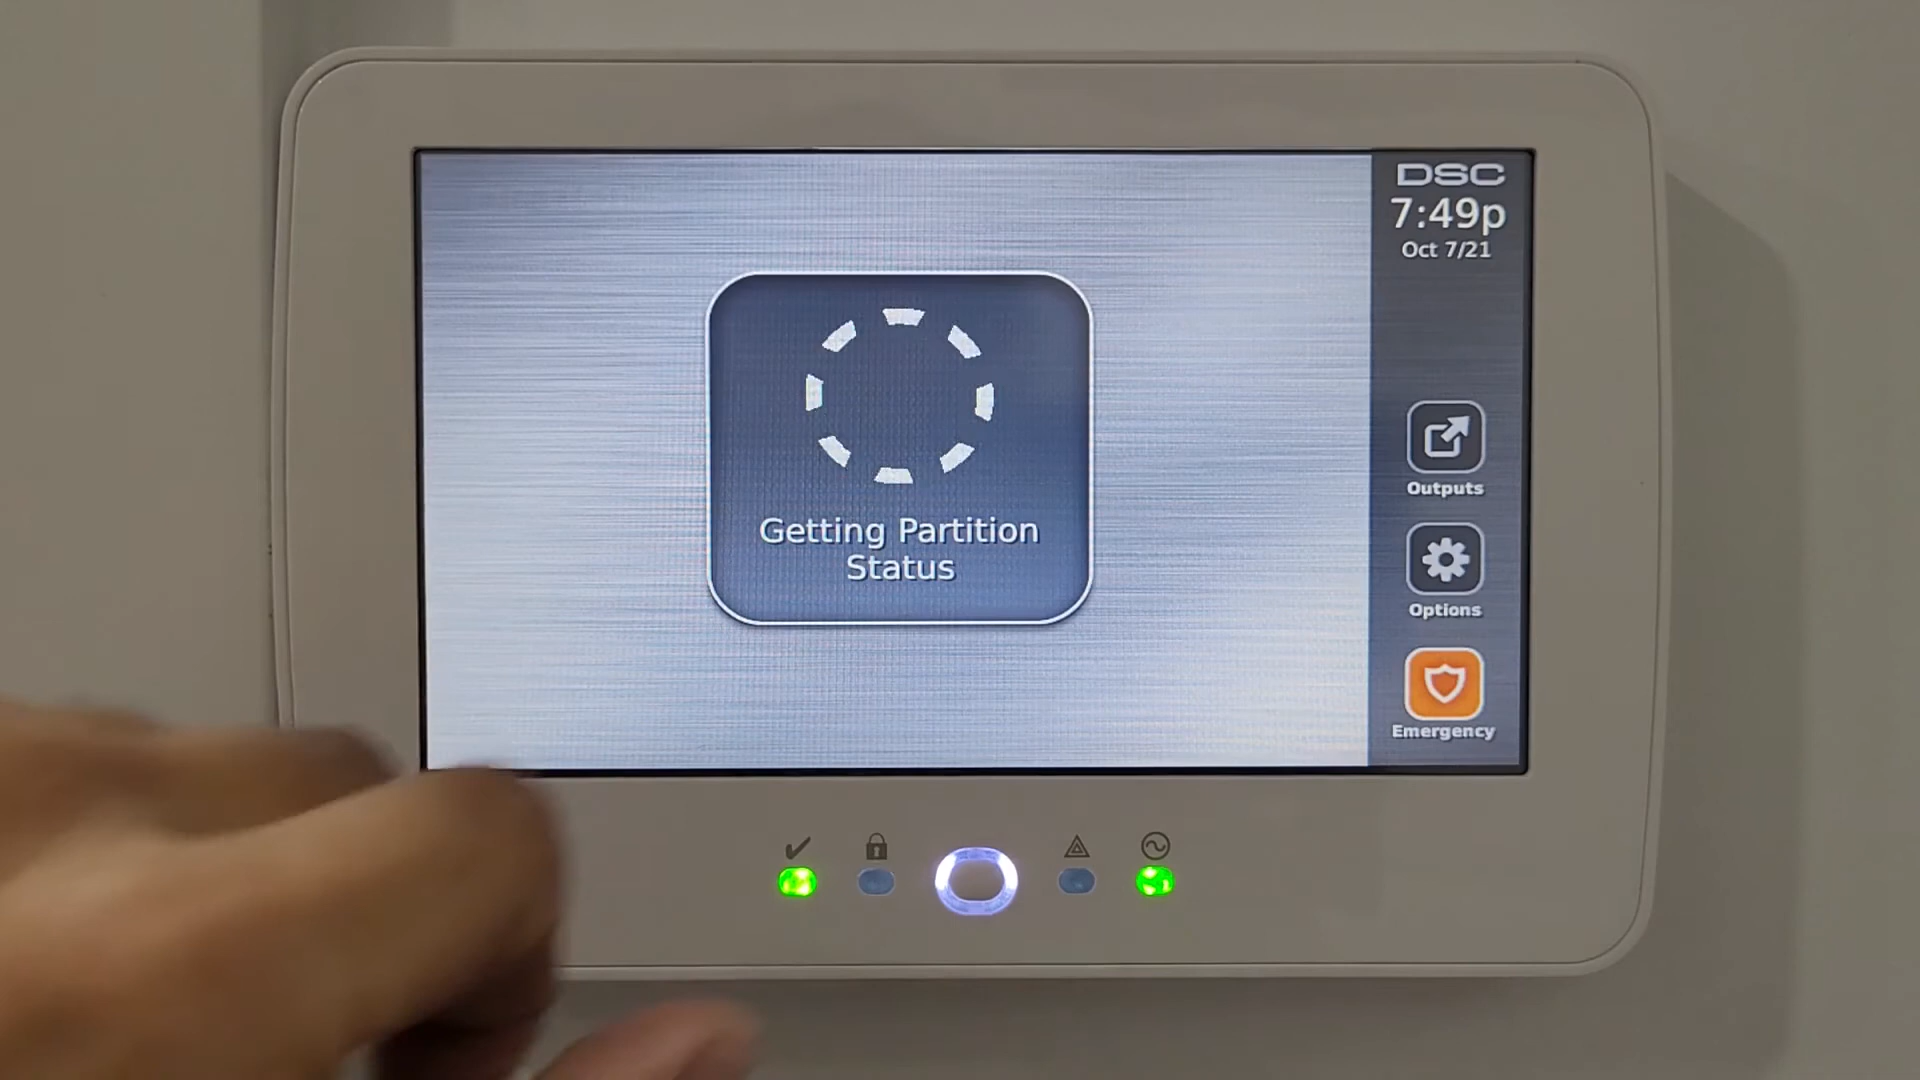 DSC
7:49p
Oct 7/21
Getting Partition
Status
Outputs
Options
Emergency